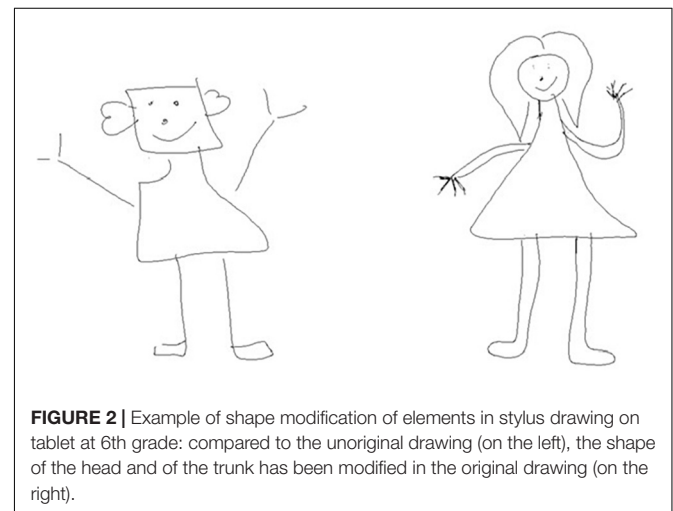 FIGURE 2 | Example of shape modification of elements in stylus drawing on
tablet at 6th grade: compared to the unoriginal drawing (on the left), the shape
of the head and of the trunk has been modified in the original drawing (on the
right).